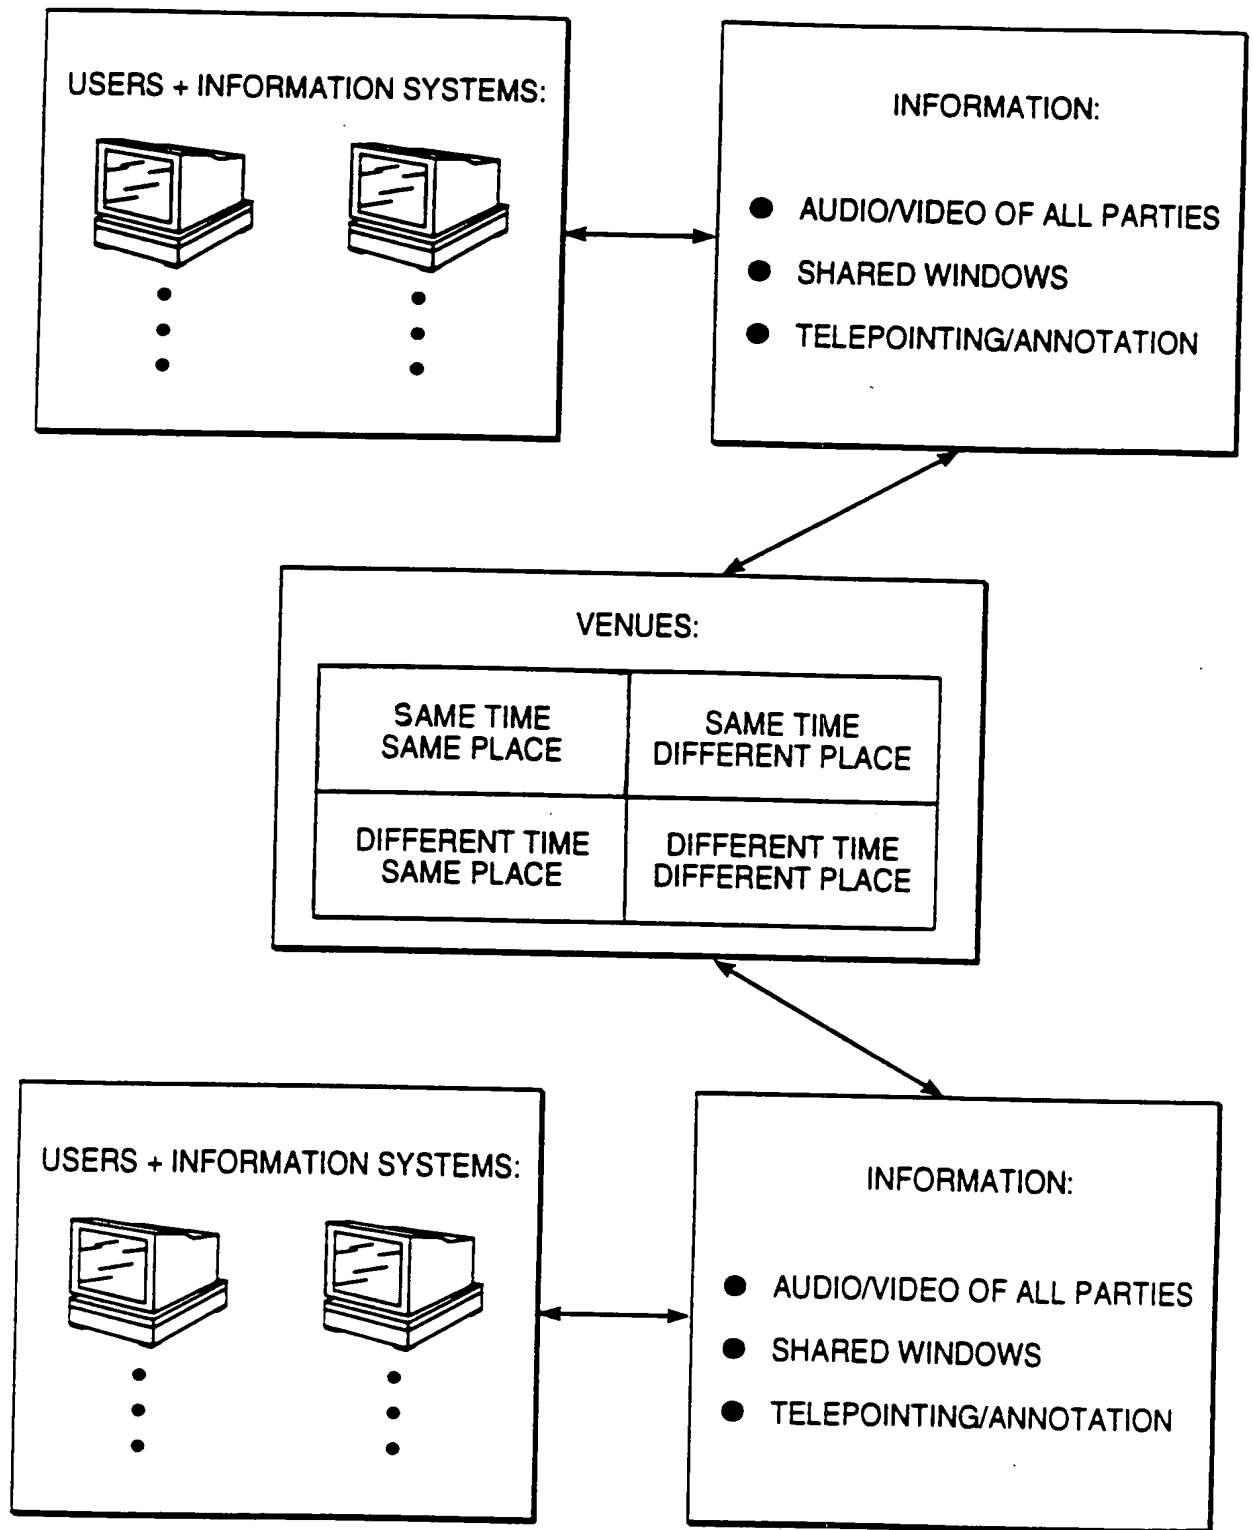 USERS + INFORMATION SYSTEMS:
INFORMATION:
● AUDIO/VIDEO OF ALL PARTIES
● SHARED WINDOWS
● TELEPOINTING/ANNOTATION
VENUES:
SAME TIME
SAME PLACE
SAME TIME
DIFFERENT PLACE
DIFFERENT TIME
SAME PLACE
DIFFERENT TIME
DIFFERENT PLACE
USERS + INFORMATION SYSTEMS:
INFORMATION:
● AUDIO/VIDEO OF ALL PARTIES
● SHARED WINDOWS
● TELEPOINTING/ANNOTATION